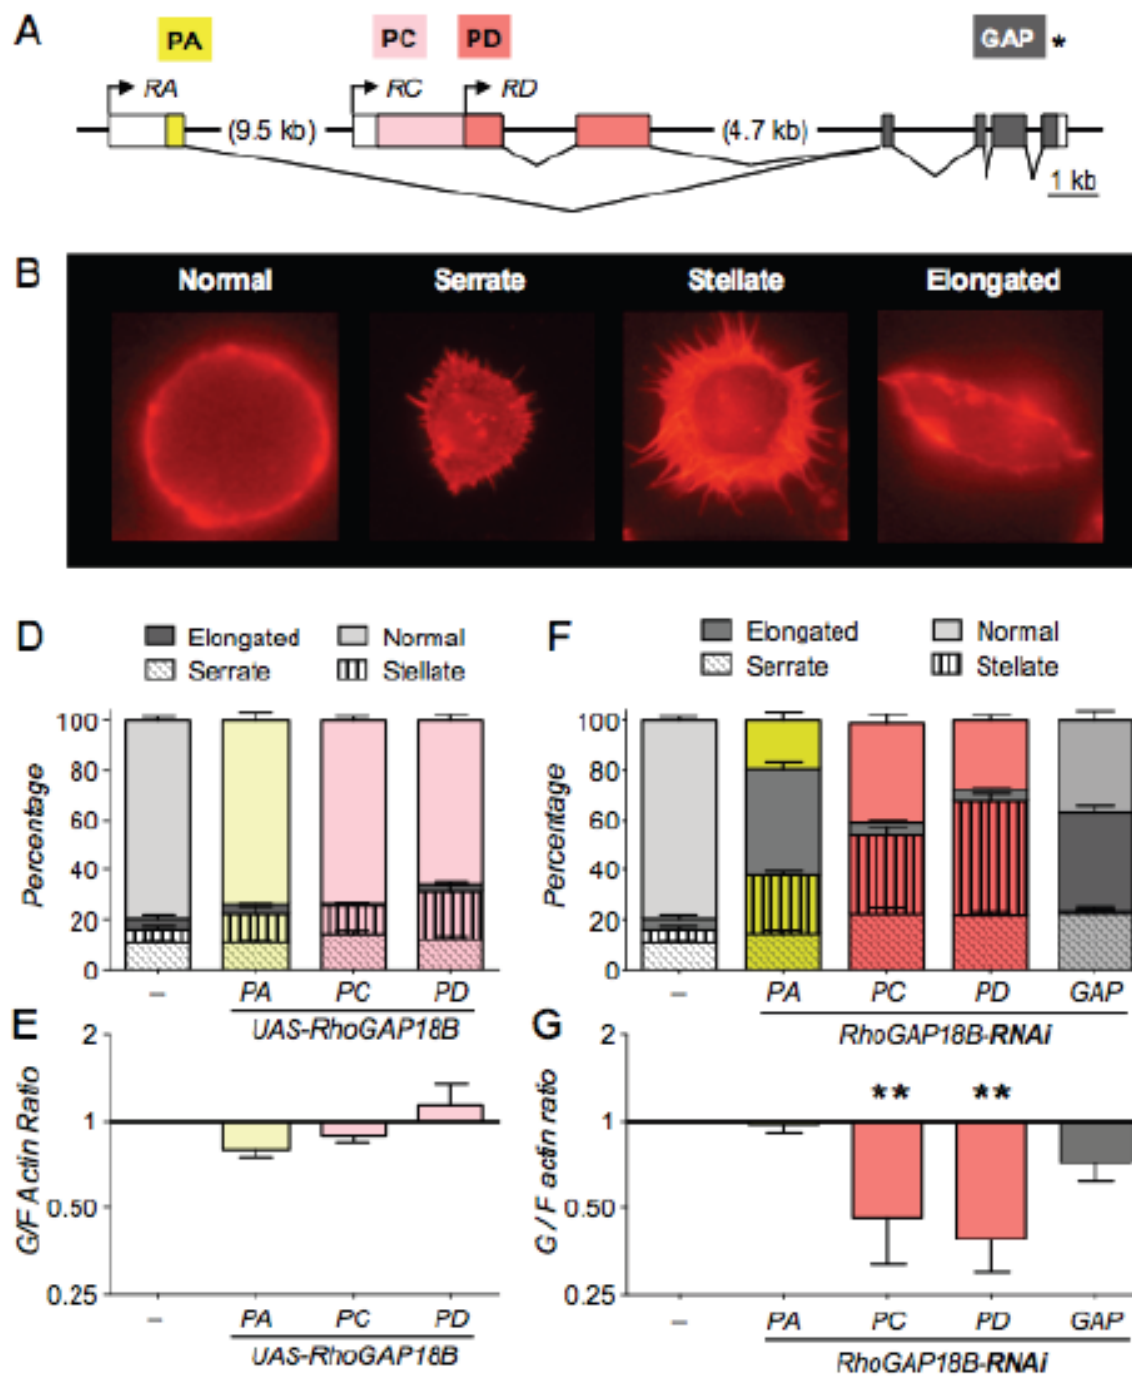 A
PA
PC
PD
GAP
*
RA
RC
RD
(9.5 kb)
(4.7 kb)
1 kb
B
Normal
Serrate
Stellate
Elongated
D
Elongated
Normal
Serrate
Stellate
Percentage
100
80
60
40
20
0
–
PA
PC
PD
UAS-RhoGAP18B
F
Elongated
Normal
Serrate
Stellate
Percentage
100
80
60
40
20
0
–
PA
PC
PD
GAP
RhoGAP18B-RNAi
E
G/F Actin Ratio
2
1
0.50
0.25
–
PA
PC
PD
UAS-RhoGAP18B
G
G / F actin ratio
2
1
0.50
0.25
**
**
–
PA
PC
PD
GAP
RhoGAP18B-RNAi